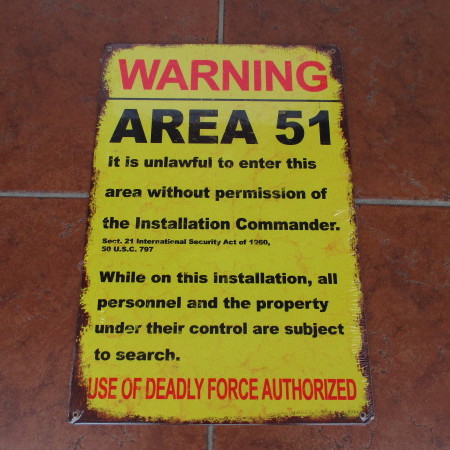 WARNING
AREA 51
It is unlawful to enter this
area without permission of
the Installation Commander.
Sect. 21 International Security Act of 1960,
50 U.S.C. 797
While on this installation, all
personnel and the property
under their control are subject
to search.
USE OF DEADLY FORCE AUTHORIZED